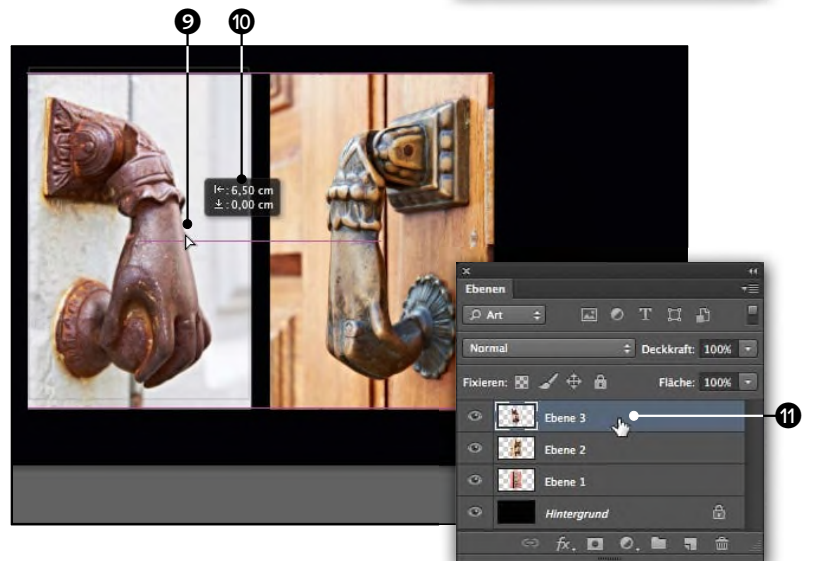 9 10
|←: 6,50 cm
↓: 0,00 cm
Ebenen
Art
Normal Deckkraft: 100%
Fixieren: Fläche: 100%
Ebene 3
11
Ebene 2
Ebene 1
Hintergrund
fx.